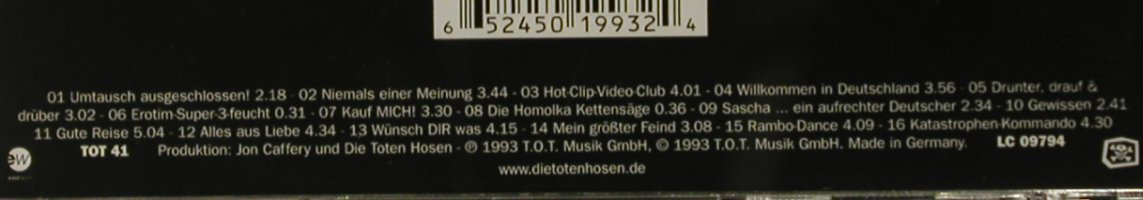 6 52450 19932 4
01 Umtausch ausgeschlossen! 2.18 · 02 Niemals einer Meinung 3.44 · 03 Hot-Clip-Video-Club 4.01 · 04 Willkommen in Deutschland 3.56 · 05 Drunter, drauf &
drüber 3.02 · 06 Erotim-Super-3-feucht 0.31 · 07 Kauf MICH! 3.30 · 08 Die Homolka Kettensäge 0.36 · 09 Sascha ... ein aufrechter Deutscher 2.34 · 10 Gewissen 2.41
11 Gute Reise 5.04 · 12 Alles aus Liebe 4.34 · 13 Wünsch DIR was 4.15 · 14 Mein größter Feind 3.08 · 15 Rambo-Dance 4.09 · 16 Katastrophen-Kommando 4.30
ew TOT 41 Produktion: Jon Caffery und Die Toten Hosen · ℗ 1993 T.O.T. Musik GmbH, © 1993 T.O.T. Musik GmbH. Made in Germany. LC 09794
www.dietotenhosen.de